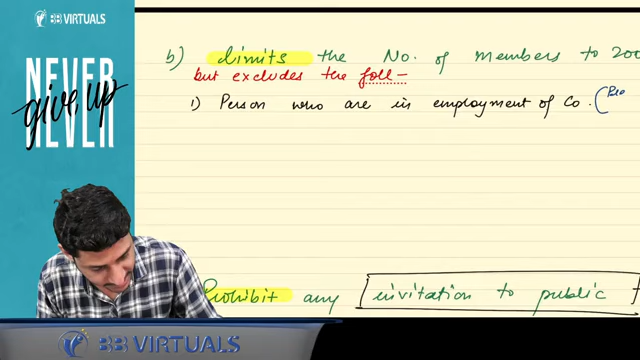 BB VIRTUALS
NEVER
give up
NEVER
b) limits the No. of members to 200
but excludes the foll-
1) Person who are in employment of Co. (
Prohibit any invitation to public
BB VIRTUALS